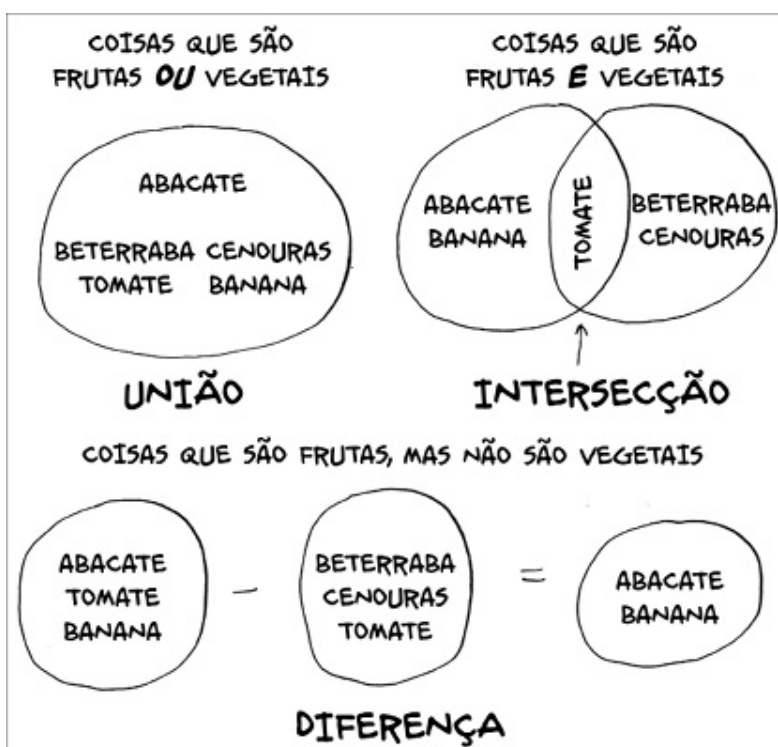 COISAS QUE SÃO
FRUTAS OU VEGETAIS
ABACATE
BETERRABA CENOURAS
TOMATE BANANA
UNIÃO
COISAS QUE SÃO
FRUTAS E VEGETAIS
ABACATE
BANANA
TOMATE
BETERRABA
CENOURAS
INTERSECÇÃO
COISAS QUE SÃO FRUTAS, MAS NÃO SÃO VEGETAIS
ABACATE
TOMATE
BANANA
-
BETERRABA
CENOURAS
TOMATE
=
ABACATE
BANANA
DIFERENÇA